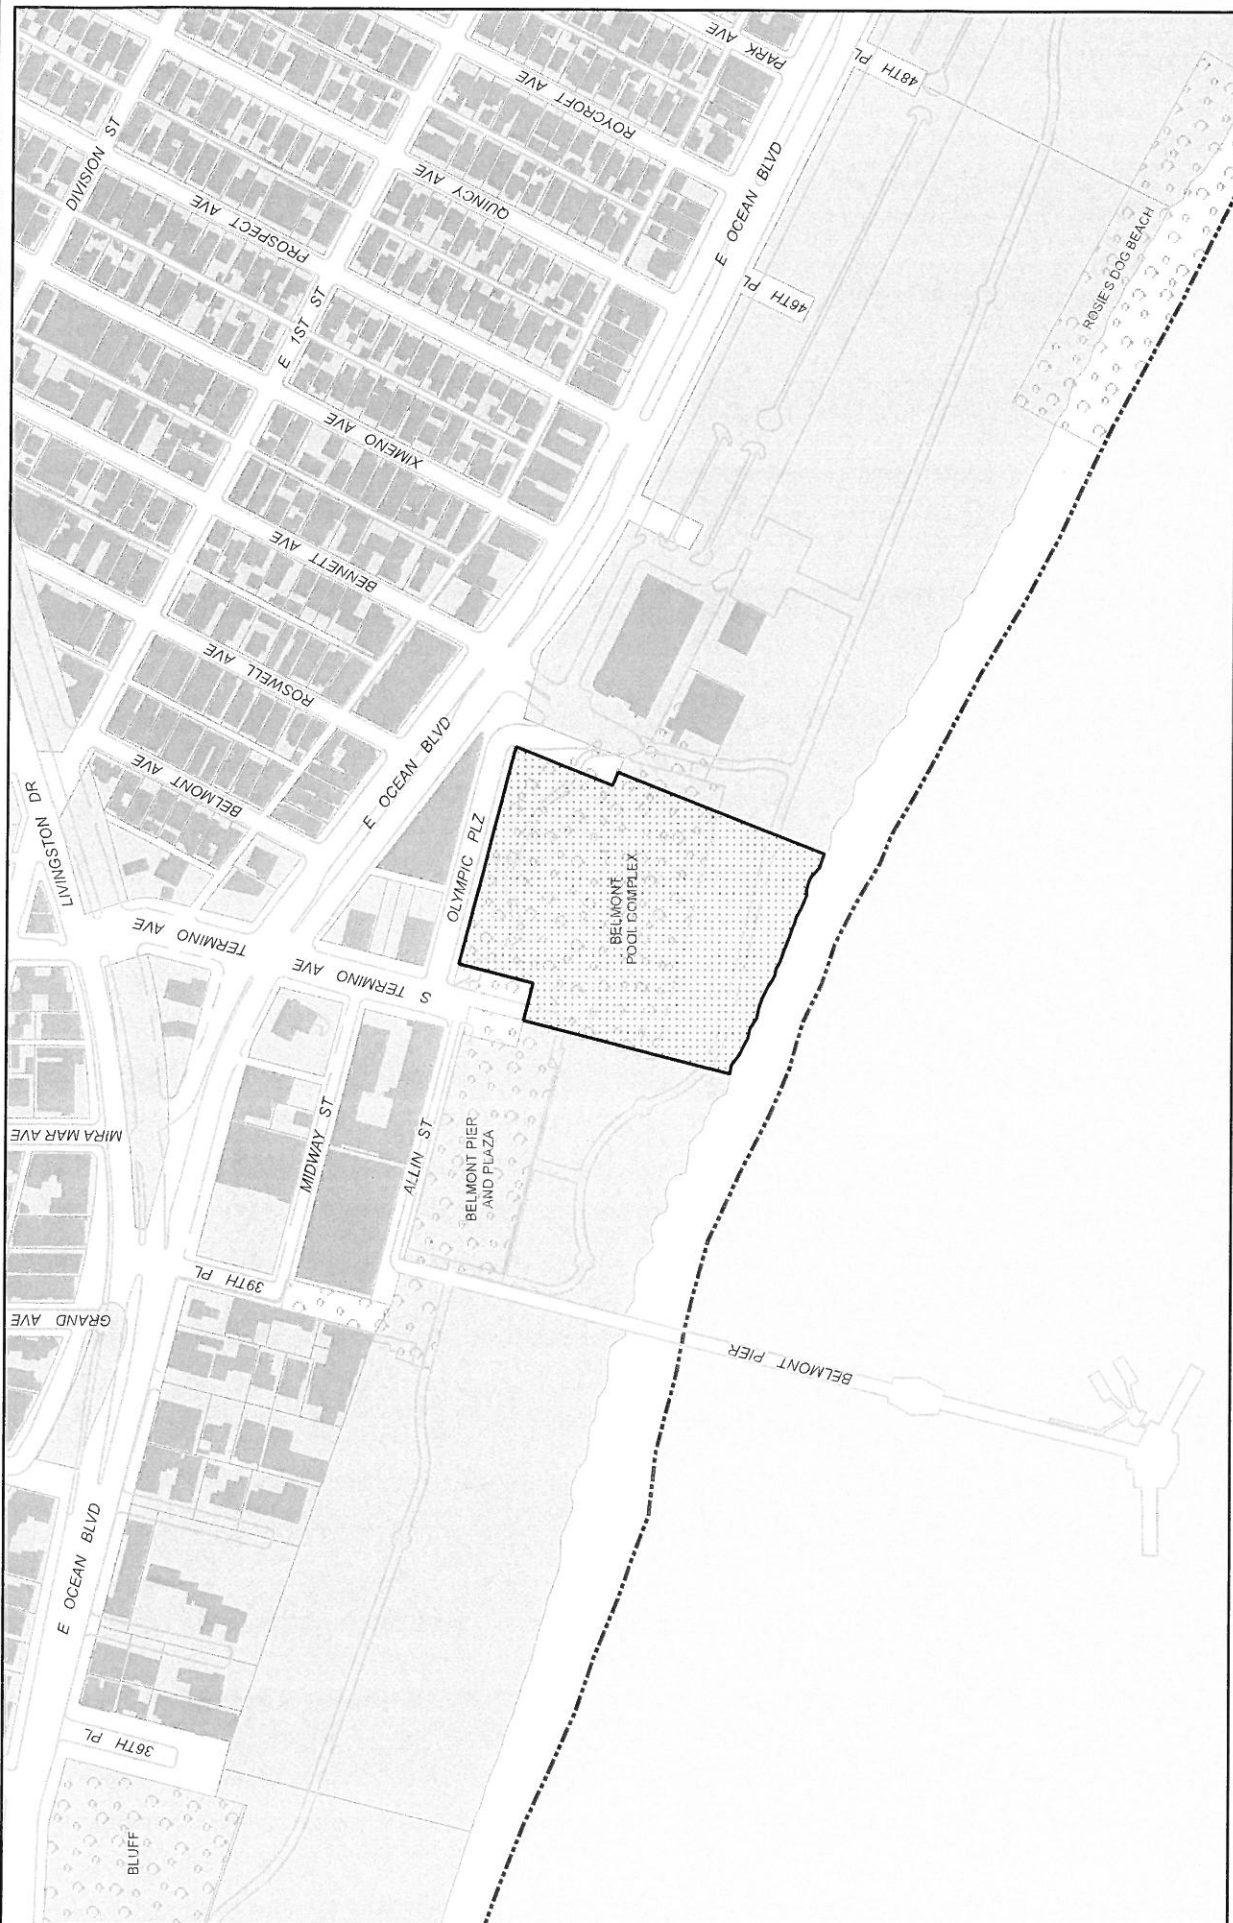 PARK AVE
48TH PL
ROYCROFT AVE
DIVISION ST
QUINCY AVE
E OCEAN BLVD
PROSPECT AVE
ROSIE'S DOG BEACH
46TH PL
E 1ST ST
XIMENO AVE
BENNETT AVE
ROSWELL AVE
E OCEAN BLVD
BELMONT AVE
LIVINGSTON DR
OLYMPIC PLZ
BELMONT
POOL COMPLEX
TERMINO AVE
S TERMINO AVE
MIRA MAR AVE
MIDWAY ST
ALLIN ST
BELMONT PIER
AND PLAZA
39TH PL
GRAND AVE
BELMONT PIER
E OCEAN BLVD
36TH PL
BLUFF